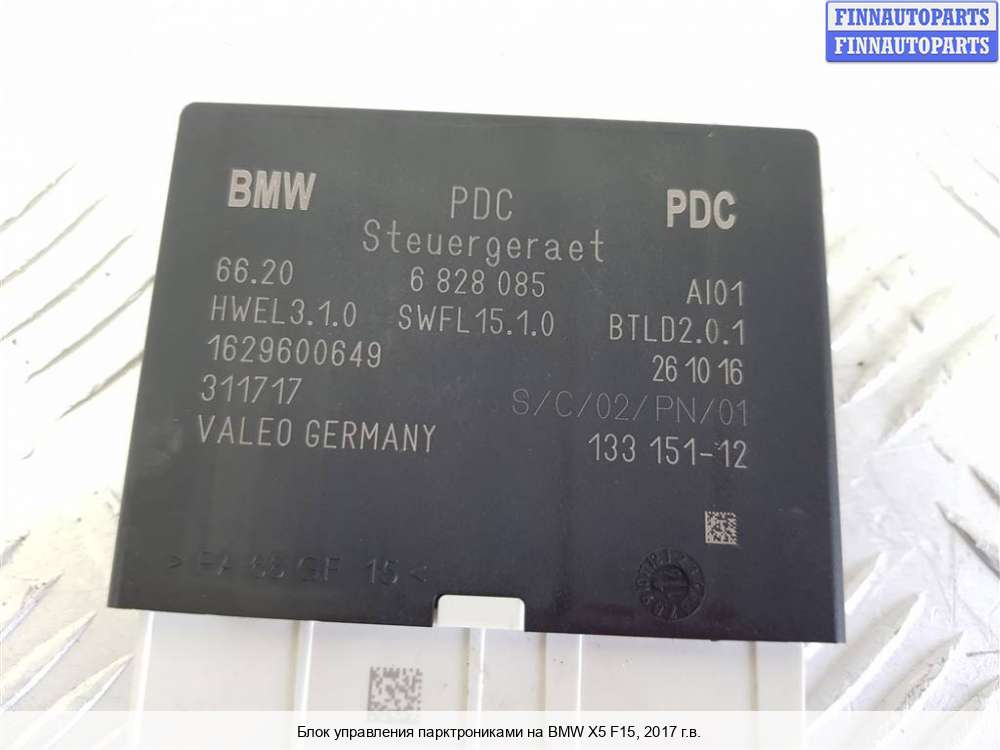 FINNAUTOPARTS
FINNAUTOPARTS
BMW PDC PDC
Steuergeraet
66.20 6 828 085 AI01
HWEL3.1.0 SWFL15.1.0 BTLD2.0.1
1629600649 26 10 16
311717 S/C/02/PN/01
VALEO GERMANY 133 151-12
15 <
Блок управления парктрониками на BMW X5 F15, 2017 г.в.